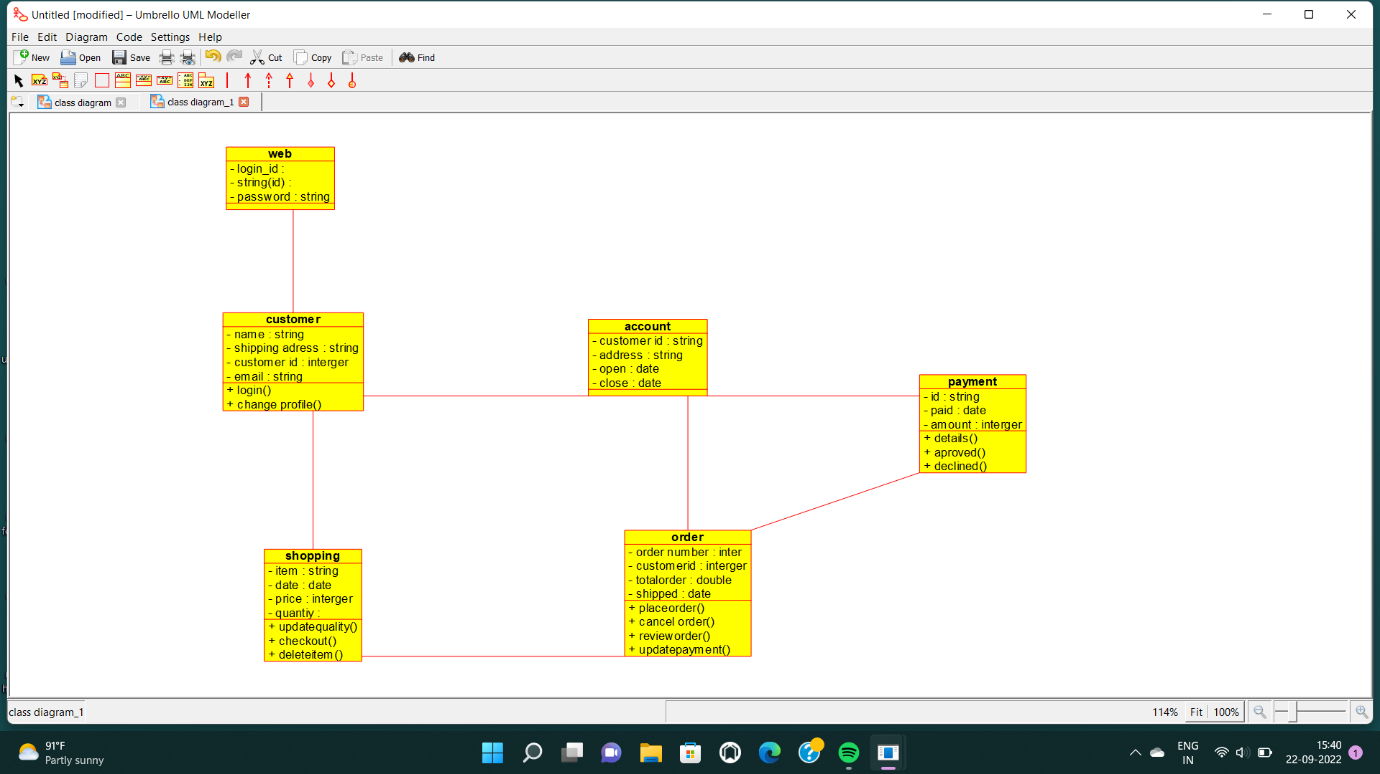 Untitled [modified] – Umbrello UML Modeller
File Edit Diagram Code Settings Help
New Open Save Cut Copy Paste Find
class diagram class diagram_1
web
- login_id :
- string(id) :
- password : string
customer
- name : string
- shipping adress : string
- customer id : interger
- email : string
+ login()
+ change profile()
account
- customer id : string
- address : string
- open : date
- close : date
payment
- id : string
- paid : date
- amount : interger
+ details()
+ aproved()
+ declined()
shopping
- item : string
- date : date
- price : interger
- quantiy :
+ updatequality()
+ checkout()
+ deleteitem()
order
- order number : inter
- customerid : interger
- totalorder : double
- shipped : date
+ placeorder()
+ cancel order()
+ revieworder()
+ updatepayment()
class diagram_1
114% Fit 100%
91°F
Partly sunny
ENG
IN
15:40
22-09-2022
1